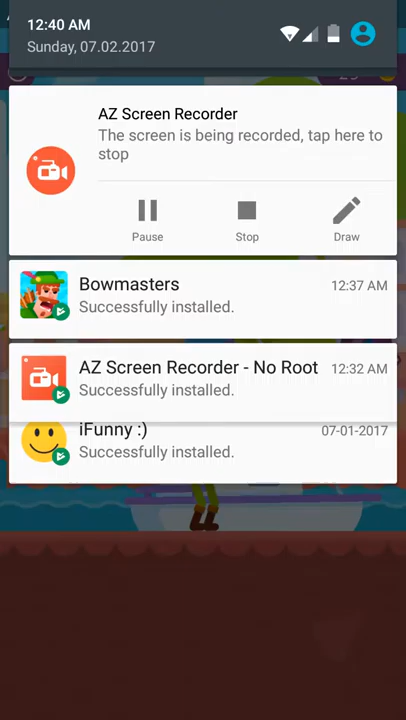 12:40 AM
Sunday, 07.02.2017
AZ Screen Recorder
The screen is being recorded, tap here to
stop
Pause
Stop
Draw
Bowmasters
12:37 AM
Successfully installed.
AZ Screen Recorder - No Root
12:32 AM
Successfully installed.
iFunny :)
07-01-2017
Successfully installed.